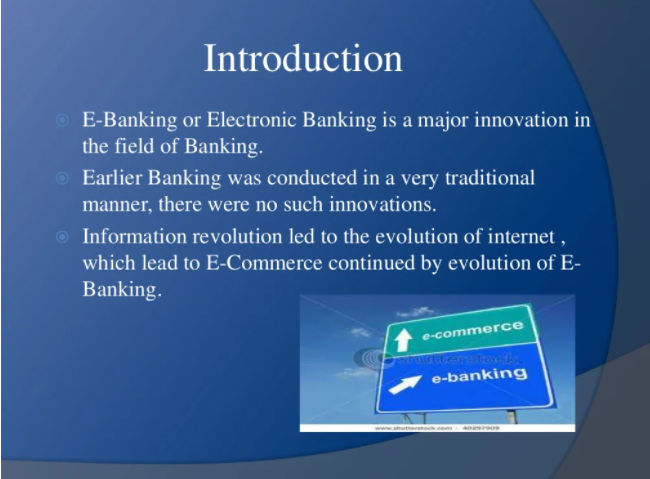 Introduction
E-Banking or Electronic Banking is a major innovation in
the field of Banking.
Earlier Banking was conducted in a very traditional
manner, there were no such innovations.
Information revolution led to the evolution of internet ,
which lead to E-Commerce continued by evolution of E-
Banking.
e-commerce
shutterstock
e-banking
www.shutterstock.com · 40297909